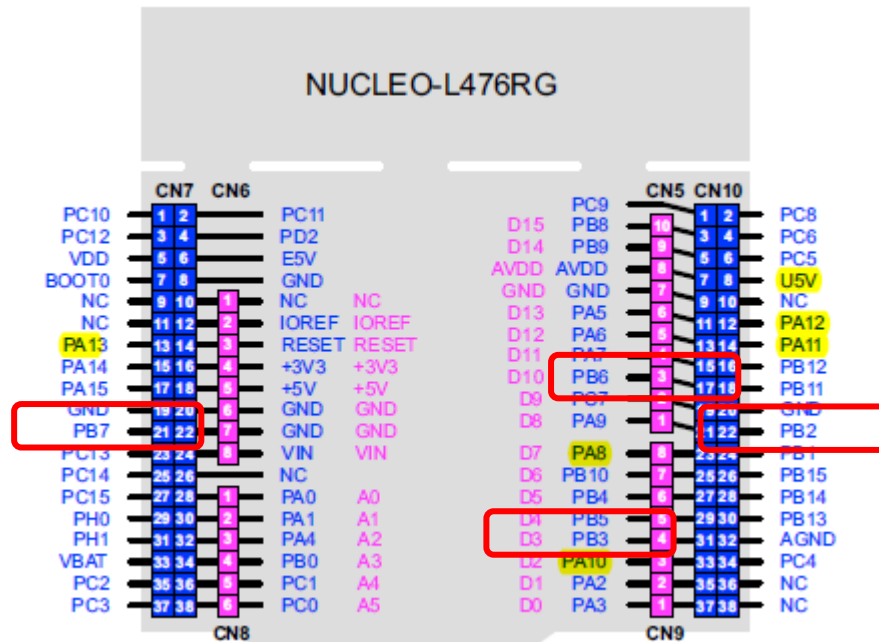 NUCLEO-L476RG
CN7 CN6 CN5 CN10
PC9
PC10 1 2 PC11 D15 PB8 10 1 2 PC8
PC12 3 4 PD2 D14 PB9 9 3 4 PC6
VDD 5 6 E5V AVDD AVDD 8 5 6 PC5
BOOT0 7 8 GND GND GND 7 7 8 U5V
NC 9 10 1 NC NC D13 PA5 6 9 10 NC
NC 11 12 2 IOREF IOREF D12 PA6 5 11 12 PA12
PA13 13 14 3 RESET RESET D11 PA7 13 14 PA11
PA14 15 16 4 +3V3 +3V3 D10 PB6 3 15 16 PB12
PA15 17 18 5 +5V +5V D9 PC7 2 17 18 PB11
GND 19 20 6 GND GND D8 PA9 1 GND
PB7 21 22 7 GND GND 21 22 PB2
PC13 23 24 8 VIN VIN D7 PA8 8 23 24 PB1
PC14 25 26 NC D6 PB10 7 25 26 PB15
PC15 27 28 1 PA0 A0 D5 PB4 6 27 28 PB14
PH0 29 30 2 PA1 A1 D4 PB5 5 29 30 PB13
PH1 31 32 3 PA4 A2 D3 PB3 4 31 32 AGND
VBAT 33 34 4 PB0 A3 D2 PA10 3 33 34 PC4
PC2 35 36 5 PC1 A4 D1 PA2 2 35 36 NC
PC3 37 38 6 PC0 A5 D0 PA3 1 37 38 NC
CN8 CN9